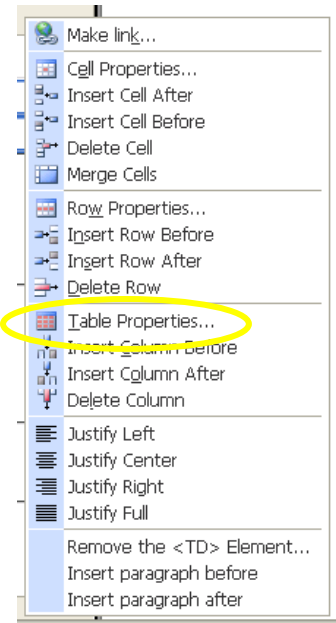 Make link...
Cell Properties...
Insert Cell After
Insert Cell Before
Delete Cell
Merge Cells
Row Properties...
Insert Row Before
Insert Row After
Delete Row
Table Properties...
Insert Column Before
Insert Column After
Delete Column
Justify Left
Justify Center
Justify Right
Justify Full
Remove the <TD> Element...
Insert paragraph before
Insert paragraph after